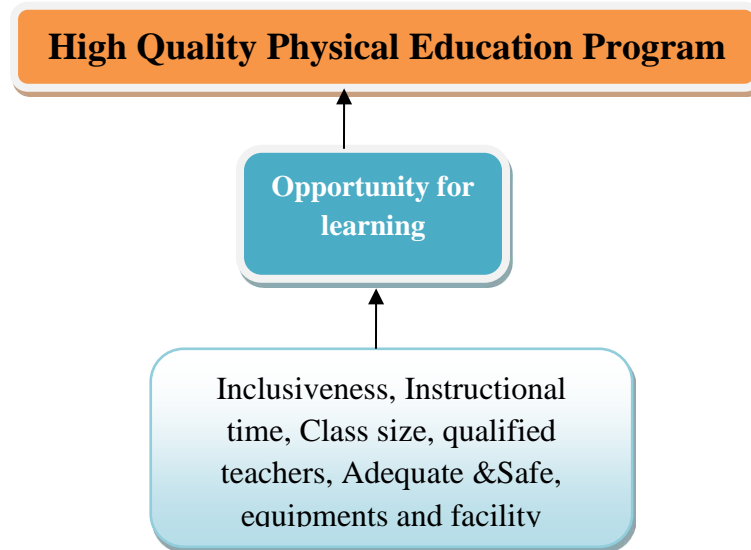 High Quality Physical Education Program
Opportunity for
learning
Inclusiveness, Instructional
time, Class size, qualified
teachers, Adequate &Safe,
equipments and facility